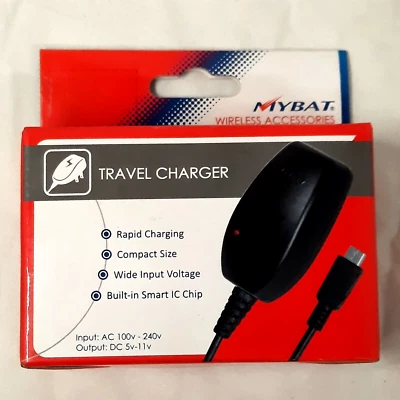 MYBAT
WIRELESS ACCESSORIES
TRAVEL CHARGER
Rapid Charging
Compact Size
Wide Input Voltage
Built-in Smart IC Chip
Input: AC 100v - 240v
Output: DC 5v-11v